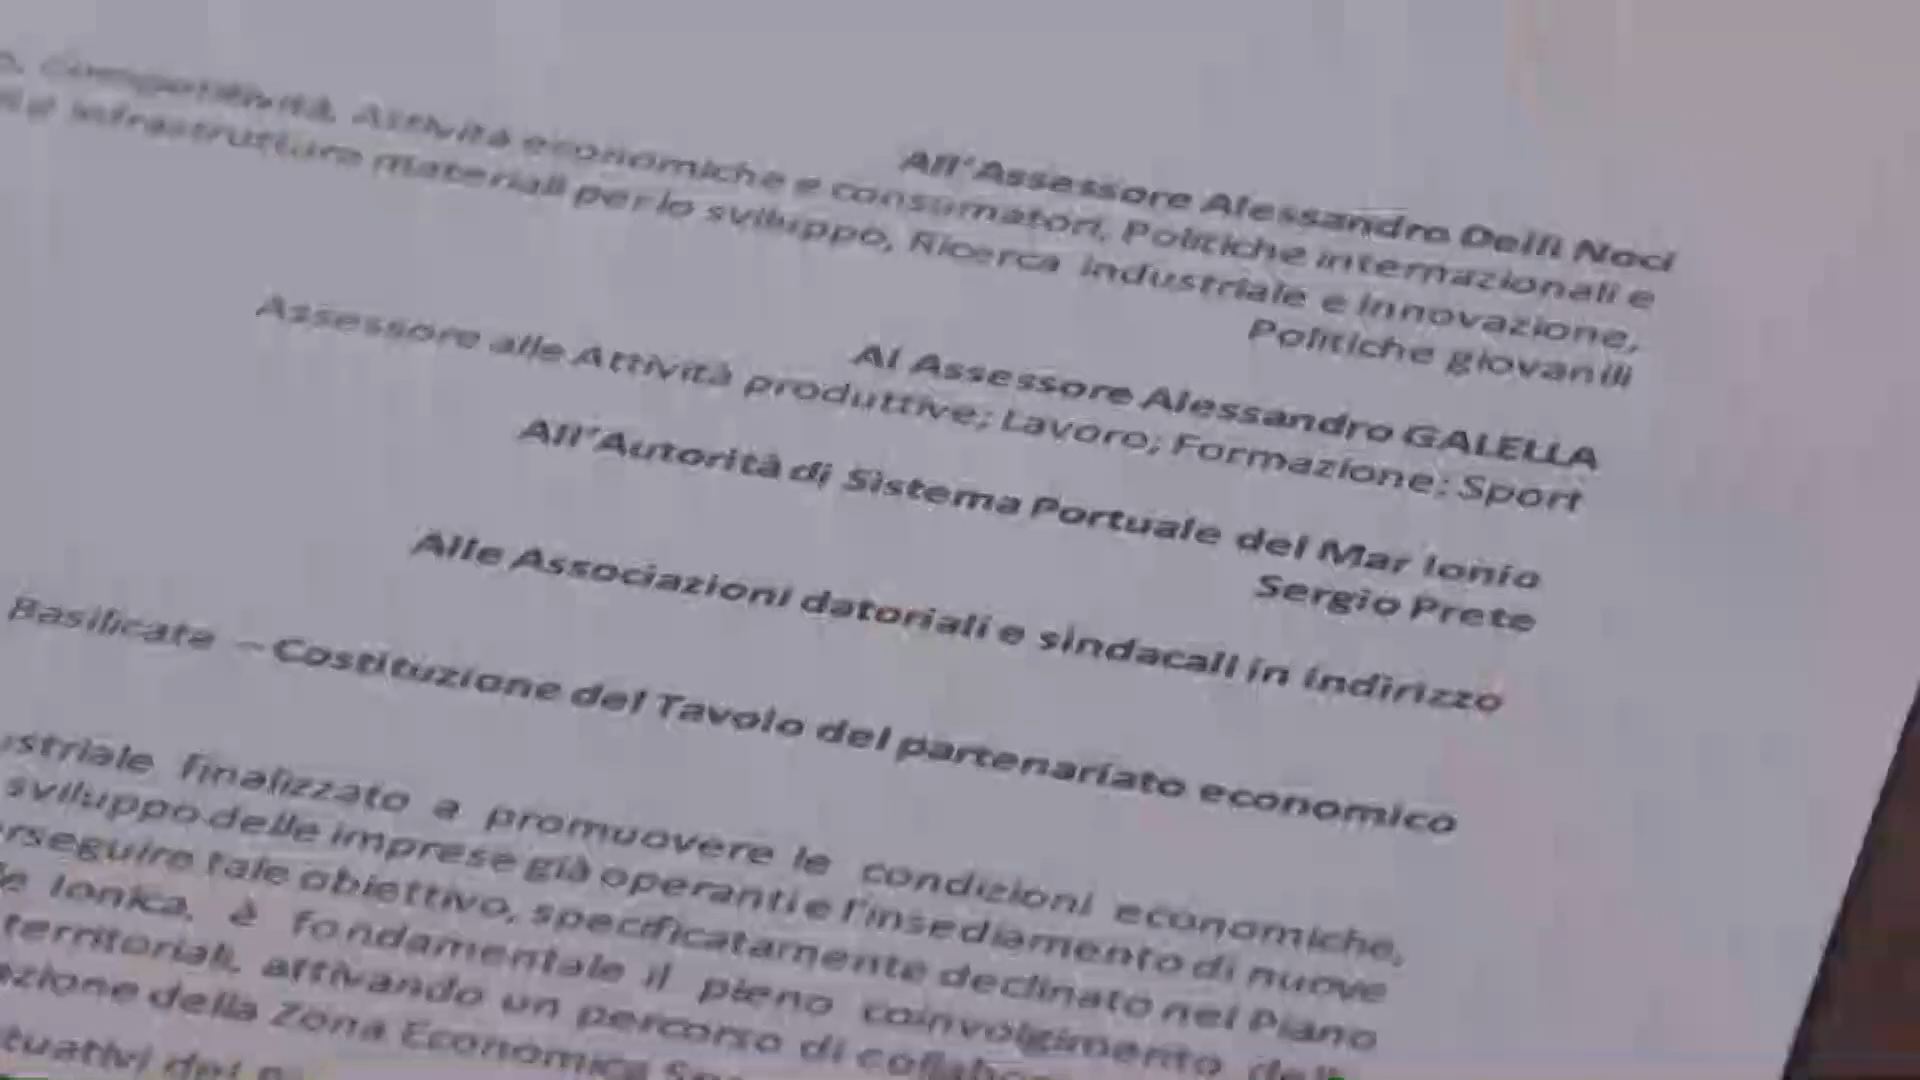 All'Assessore Alessandro Delli Noci
Competitività, Attività economiche e consumatori, Politiche internazionali e
infrastrutture materiali per lo sviluppo, Ricerca industriale e innovazione,
Politiche giovanili
Al Assessore Alessandro GALELLA
Assessore alle Attività produttive; Lavoro; Formazione; Sport
All'Autorità di Sistema Portuale del Mar Ionio
Sergio Prete
Alle Associazioni datoriali e sindacali in indirizzo
Basilicata – Costituzione del Tavolo del partenariato economico
striale finalizzato a promuovere le condizioni economiche,
sviluppo delle imprese già operanti e l'insediamento di nuove
rseguire tale obiettivo, specificatamente declinato nel Piano
Ionica, è fondamentale il pieno coinvolgimento
territoriali, attivando un percorso di
zione della Zona Economica
tuativi del